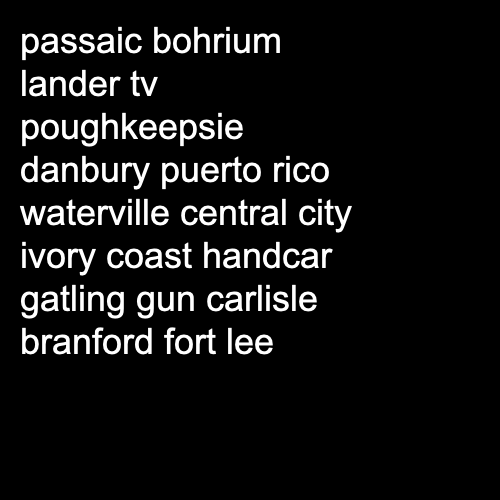 passaic bohrium
lander tv
poughkeepsie
danbury puerto rico
waterville central city
ivory coast handcar
gatling gun carlisle
branford fort lee